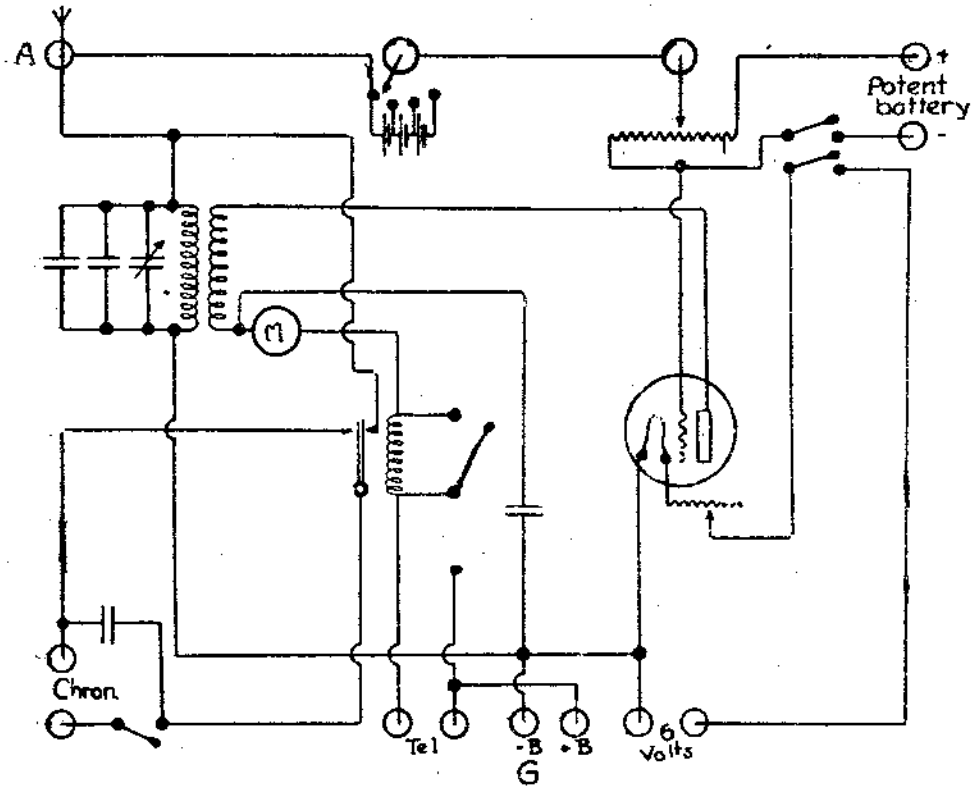 A
+
Potent
battery
-
M
Chron.
Tel
-B
+B
G
6
Volts